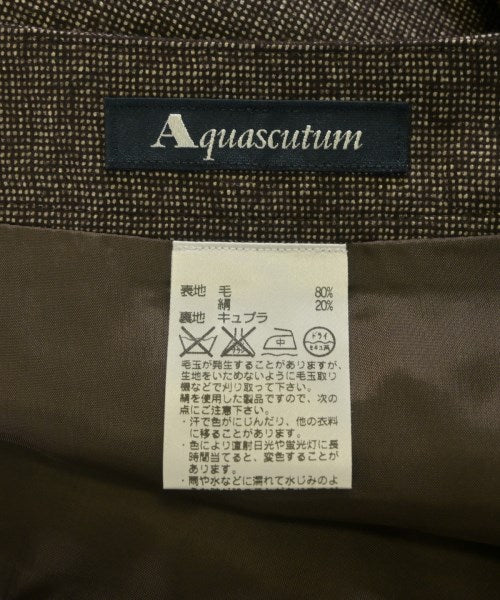 Aquascutum
表地 毛 80%
絹 20%
裏地 キュプラ
中
ドライ
セキユ系
毛玉が発生することがありますが、
生地をいためないように毛玉取り
機などで刈り取って下さい。
絹を使用した製品ですので、次の
点にご注意下さい。
・汗で色がにじんだり、他の衣料
に移ることがあります。
・色により直射日光や蛍光灯に長
時間当てると、変色することが
あります。
・雨や水などに濡れて水じみのよ